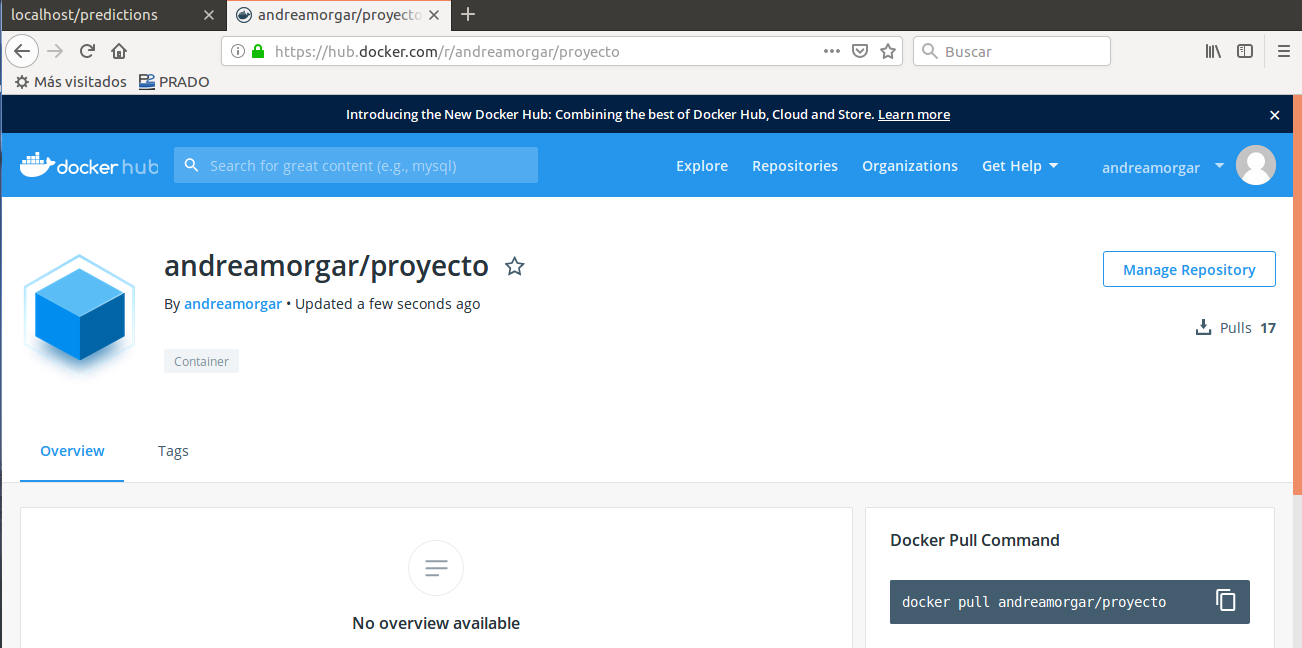 localhost/predictions
andreamorgar/proyecto
https://hub.docker.com/r/andreamorgar/proyecto
Buscar
Más visitados
PRADO
Introducing the New Docker Hub: Combining the best of Docker Hub, Cloud and Store. Learn more
docker hub
Search for great content (e.g., mysql)
Explore
Repositories
Organizations
Get Help
andreamorgar
andreamorgar/proyecto
Manage Repository
By andreamorgar • Updated a few seconds ago
Pulls 17
Container
Overview
Tags
Docker Pull Command
docker pull andreamorgar/proyecto
No overview available